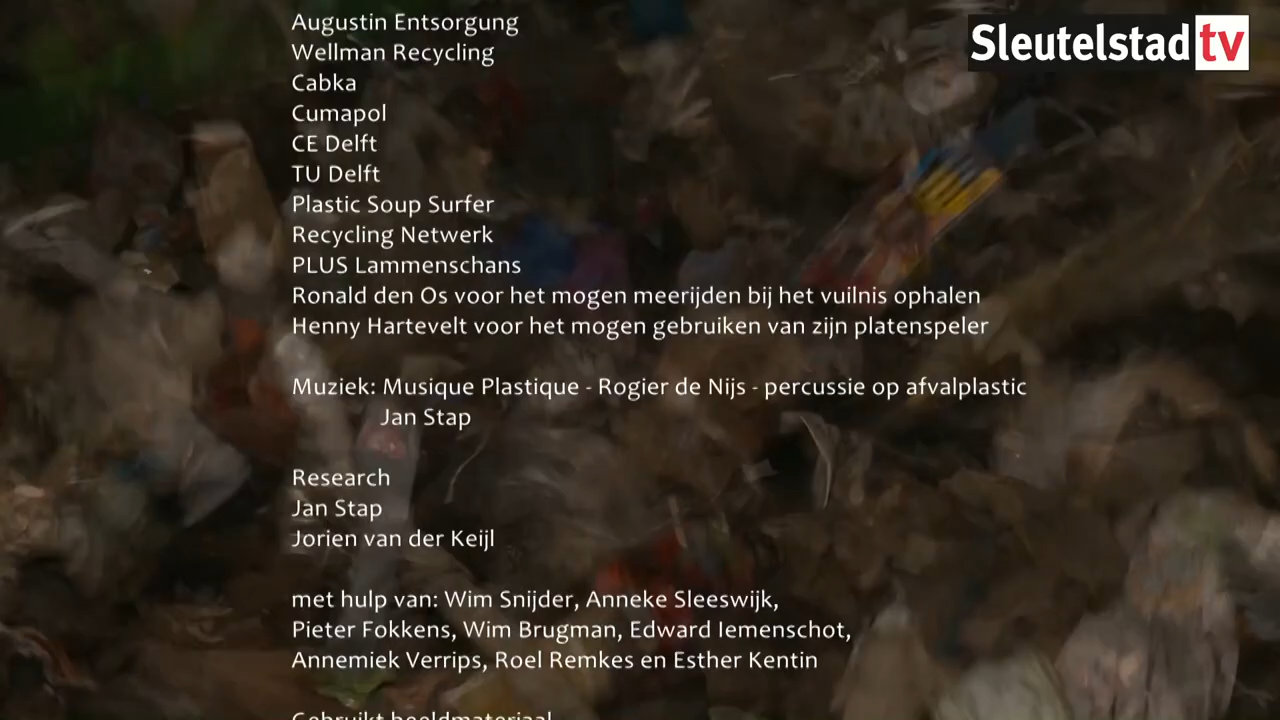 Augustin Entsorgung
Wellman Recycling
Cabka
Cumapol
CE Delft
TU Delft
Plastic Soup Surfer
Recycling Netwerk
PLUS Lammenschans
Ronald den Os voor het mogen meerijden bij het vuilnis ophalen
Henny Hartevelt voor het mogen gebruiken van zijn platenspeler
Muziek: Musique Plastique - Rogier de Nijs - percussie op afvalplastic
Jan Stap
Research
Jan Stap
Jorien van der Keijl
met hulp van: Wim Snijder, Anneke Sleeswijk,
Pieter Fokkens, Wim Brugman, Edward Iemenschot,
Annemiek Verrips, Roel Remkes en Esther Kentin
Gebruikt beeldmateriaal
Sleutelstad tv